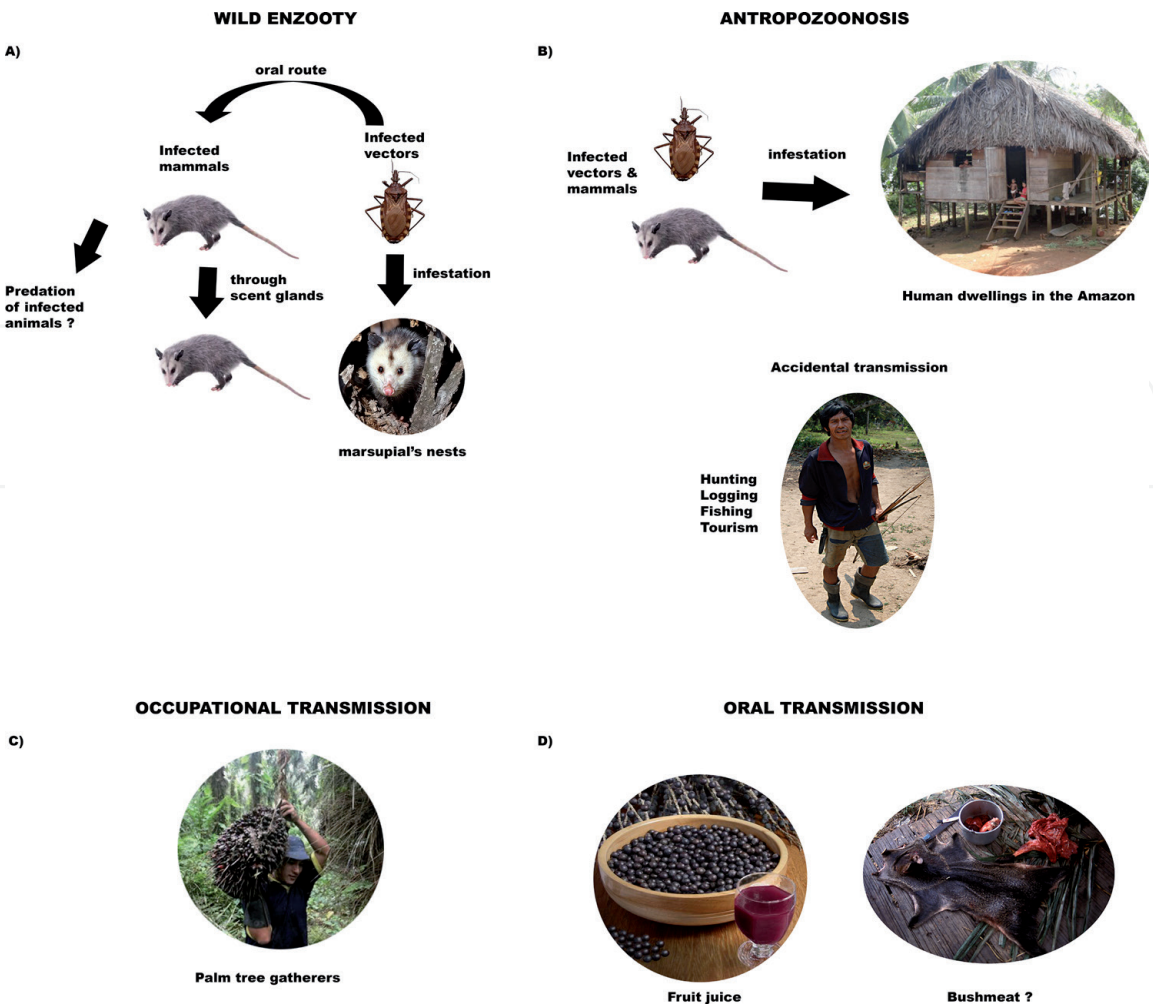 WILD ENZOOTY
A)
oral route
Infected
mammals
Infected
vectors
Predation
of infected
animals ?
through
scent glands
infestation
marsupial's nests
ANTROPOZOONOSIS
B)
Infected
vectors &
mammals
infestation
Human dwellings in the Amazon
Accidental transmission
Hunting
Logging
Fishing
Tourism
OCCUPATIONAL TRANSMISSION
C)
Palm tree gatherers
ORAL TRANSMISSION
D)
Fruit juice
Bushmeat ?